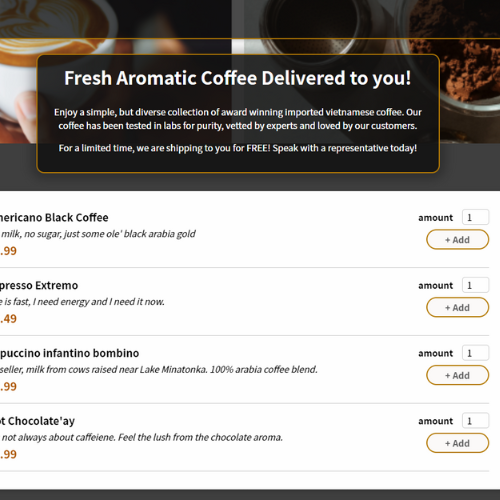 Fresh Aromatic Coffee Delivered to you!
Enjoy a simple, but diverse collection of award winning imported vietnamese coffee. Our
coffee has been tested in labs for purity, vetted by experts and loved by our customers.
For a limited time, we are shipping to you for FREE! Speak with a representative today!
mericano Black Coffee
amount 1
milk, no sugar, just some ole' black arabia gold
+ Add
.99
presso Extremo
amount 1
e is fast, I need energy and I need it now.
+ Add
.49
puccino infantino bombino
amount 1
seller, milk from cows raised near Lake Minatonka. 100% arabia coffee blend.
+ Add
.99
t Chocolate'ay
amount 1
not always about caffeiene. Feel the lush from the chocolate aroma.
+ Add
.99